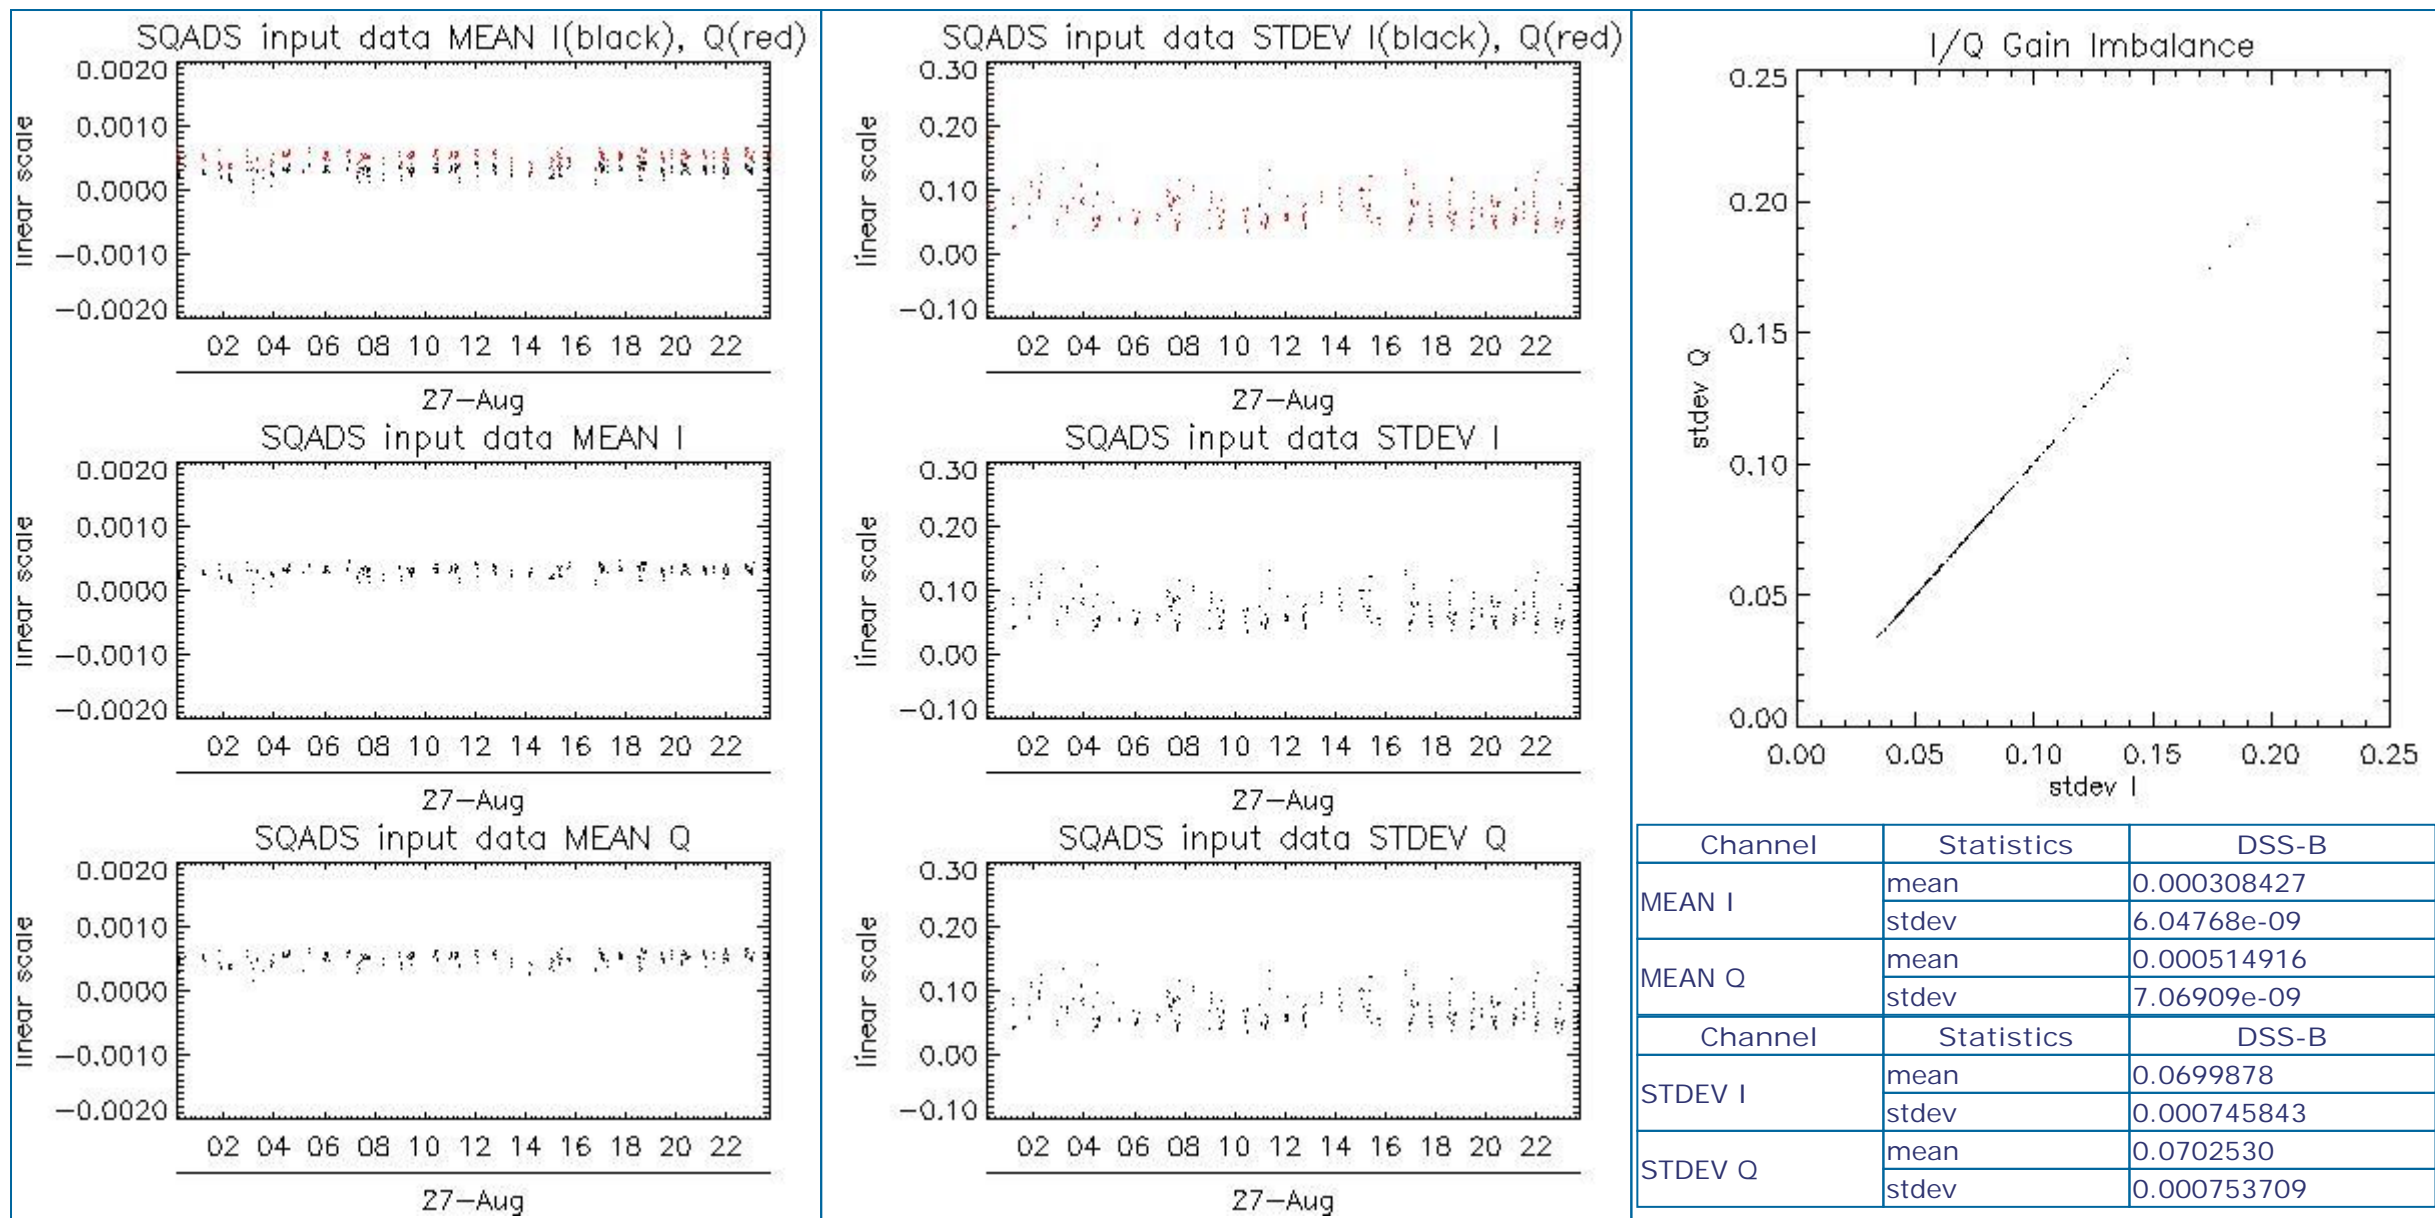 SQADS input data MEAN I(black), Q(red)
linear scale
0.0020
0.0010
0.0000
-0.0010
-0.0020
02 04 06 08 10 12 14 16 18 20 22
27-Aug
SQADS input data MEAN I
linear scale
0.0020
0.0010
0.0000
-0.0010
-0.0020
02 04 06 08 10 12 14 16 18 20 22
27-Aug
SQADS input data MEAN Q
linear scale
0.0020
0.0010
0.0000
-0.0010
-0.0020
02 04 06 08 10 12 14 16 18 20 22
27-Aug
SQADS input data STDEV I(black), Q(red)
linear scale
0.30
0.20
0.10
0.00
-0.10
02 04 06 08 10 12 14 16 18 20 22
27-Aug
SQADS input data STDEV I
linear scale
0.30
0.20
0.10
0.00
-0.10
02 04 06 08 10 12 14 16 18 20 22
27-Aug
SQADS input data STDEV Q
linear scale
0.30
0.20
0.10
0.00
-0.10
02 04 06 08 10 12 14 16 18 20 22
27-Aug
I/Q Gain Imbalance
stdev Q
0.25
0.20
0.15
0.10
0.05
0.00
0.00 0.05 0.10 0.15 0.20 0.25
stdev I
Channel Statistics DSS-B
MEAN I mean 0.000308427
stdev 6.04768e-09
MEAN Q mean 0.000514916
stdev 7.06909e-09
Channel Statistics DSS-B
STDEV I mean 0.0699878
stdev 0.000745843
STDEV Q mean 0.0702530
stdev 0.000753709